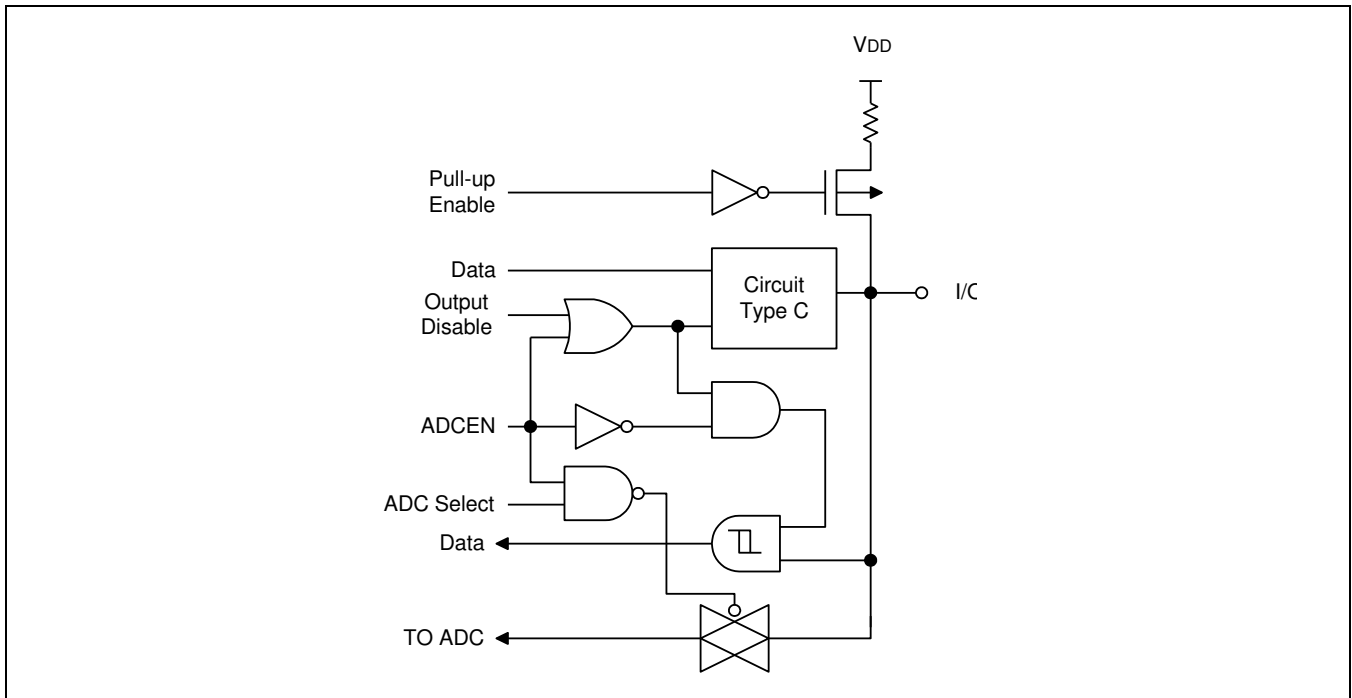 VDD
Pull-up
Enable
Data
Circuit
Type C
Output
Disable
I/C
ADCEN
ADC Select
Data
TO ADC